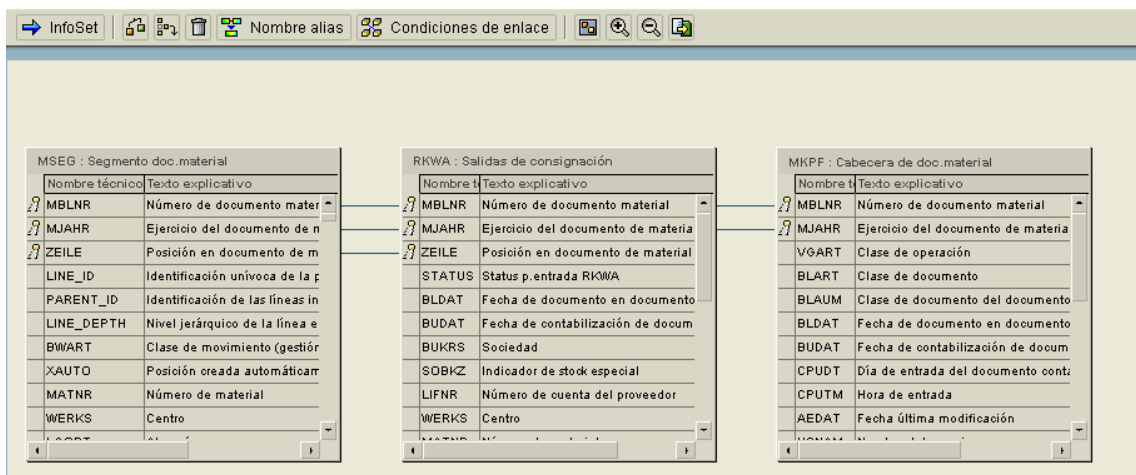 InfoSet Nombre alias Condiciones de enlace
MSEG : Segmento doc.material
Nombre técnico Texto explicativo
MBLNR Número de documento mater
MJAHR Ejercicio del documento de m
ZEILE Posición en documento de m
LINE_ID Identificación unívoca de la p
PARENT_ID Identificación de las líneas in
LINE_DEPTH Nivel jerárquico de la línea e
BWART Clase de movimiento (gestión
XAUTO Posición creada automáticam
MATNR Número de material
WERKS Centro
RKWA : Salidas de consignación
Nombre t Texto explicativo
MBLNR Número de documento material
MJAHR Ejercicio del documento de materia
ZEILE Posición en documento de material
STATUS Status p.entrada RKWA
BLDAT Fecha de documento en documento
BUDAT Fecha de contabilización de docum
BUKRS Sociedad
SOBKZ Indicador de stock especial
LIFNR Número de cuenta del proveedor
WERKS Centro
MKPF : Cabecera de doc.material
Nombre t Texto explicativo
MBLNR Número de documento material
MJAHR Ejercicio del documento de materia
VGART Clase de operación
BLART Clase de documento
BLAUM Clase de documento del documento
BLDAT Fecha de documento en documento
BUDAT Fecha de contabilización de docum
CPUDT Día de entrada del documento conta
CPUTM Hora de entrada
AEDAT Fecha última modificación